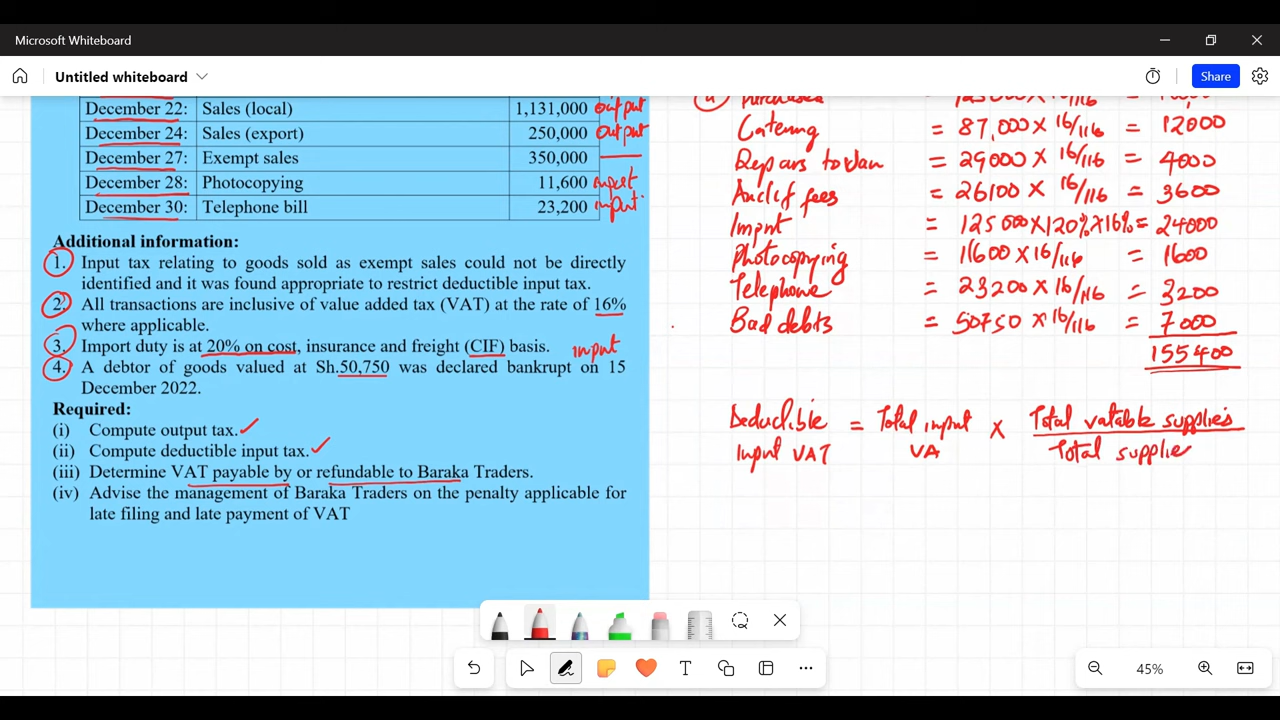 Microsoft Whiteboard
Untitled whiteboard
Share
December 22: Sales (local) 1,131,000 output
December 24: Sales (export) 250,000 output
December 27: Exempt sales 350,000
December 28: Photocopying 11,600 input
December 30: Telephone bill 23,200 input
Additional information:
1. Input tax relating to goods sold as exempt sales could not be directly
identified and it was found appropriate to restrict deductible input tax.
2. All transactions are inclusive of value added tax (VAT) at the rate of 16%
where applicable.
3. Import duty is at 20% on cost, insurance and freight (CIF) basis. input
4. A debtor of goods valued at Sh.50,750 was declared bankrupt on 15
December 2022.
Required:
(i) Compute output tax.
(ii) Compute deductible input tax.
(iii) Determine VAT payable by or refundable to Baraka Traders.
(iv) Advise the management of Baraka Traders on the penalty applicable for
late filing and late payment of VAT
Catering = 87,000 × 16/116 = 12000
Repairs to van = 29000 × 16/116 = 4000
Audit fees = 26100 × 16/116 = 3600
= 125000 × 120% × 16% = 24000
Photocopying = 11600 × 16/116 = 1600
Telephone = 23200 × 16/116 = 3200
Bad debts = 50750 × 16/116 = 7000
155400
Deductible = Total input × Total vatable supplies
Input VAT VA Total supplie
45%